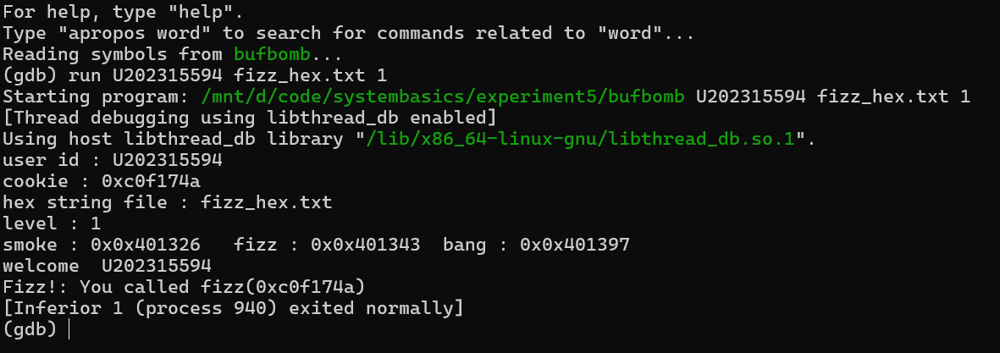 For help, type "help".
Type "apropos word" to search for commands related to "word"...
Reading symbols from bufbomb...
(gdb) run U202315594 fizz_hex.txt 1
Starting program: /mnt/d/code/systembasics/experiment5/bufbomb U202315594 fizz_hex.txt 1
[Thread debugging using libthread_db enabled]
Using host libthread_db library "/lib/x86_64-linux-gnu/libthread_db.so.1".
user id : U202315594
cookie : 0xc0f174a
hex string file : fizz_hex.txt
level : 1
smoke : 0x0x401326   fizz : 0x0x401343  bang : 0x0x401397
welcome  U202315594
Fizz!: You called fizz(0xc0f174a)
[Inferior 1 (process 940) exited normally]
(gdb)